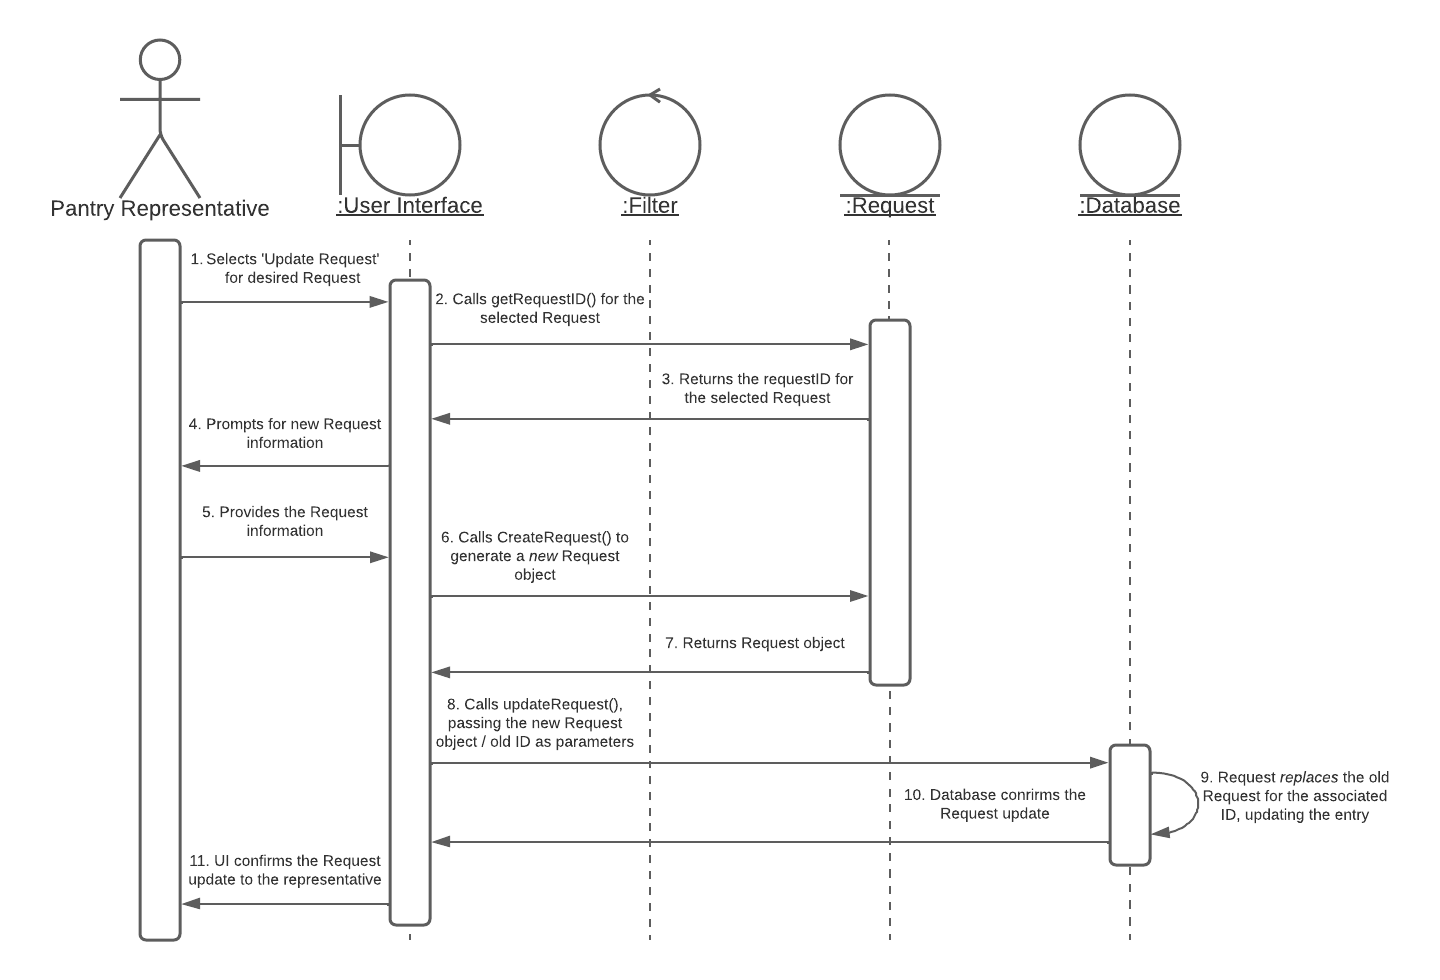 Pantry Representative
:User Interface
:Filter
:Request
:Database
1. Selects 'Update Request'
for desired Request
2. Calls getRequestID() for the
selected Request
3. Returns the requestID for
the selected Request
4. Prompts for new Request
information
5. Provides the Request
information
6. Calls CreateRequest() to
generate a new Request
object
7. Returns Request object
8. Calls updateRequest(),
passing the new Request
object / old ID as parameters
9. Request replaces the old
Request for the associated
ID, updating the entry
10. Database conrirms the
Request update
11. UI confirms the Request
update to the representative